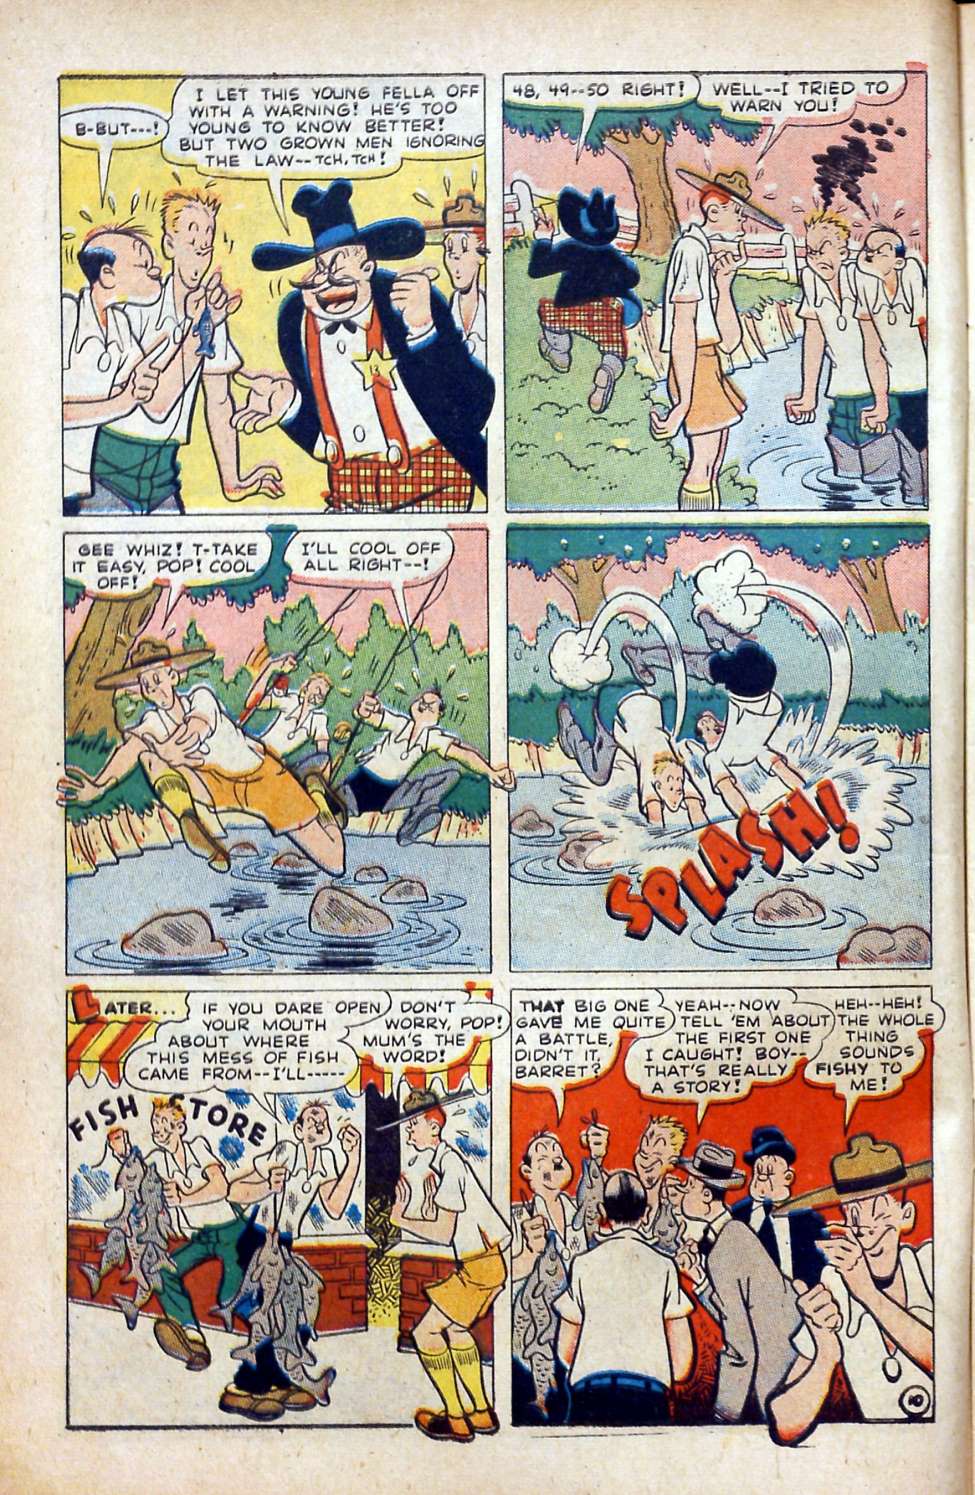 B-BUT---!
I LET THIS YOUNG FELLA OFF
WITH A WARNING! HE'S TOO
YOUNG TO KNOW BETTER!
BUT TWO GROWN MEN IGNORING
THE LAW-- TCH, TCH!
13
48, 49--50 RIGHT!
WELL--I TRIED TO
WARN YOU!
GEE WHIZ! T-TAKE
IT EASY, POP! COOL
OFF!
I'LL COOL OFF
ALL RIGHT--!
SPLASH!
LATER...
IF YOU DARE OPEN
YOUR MOUTH
ABOUT WHERE
THIS MESS OF FISH
CAME FROM--I'LL-----
DON'T
WORRY, POP!
MUM'S THE
WORD!
FISH STORE
THAT BIG ONE
GAVE ME QUITE
A BATTLE,
DIDN'T IT,
BARRET?
YEAH--NOW
TELL 'EM ABOUT
THE FIRST ONE
I CAUGHT! BOY--
THAT'S REALLY
A STORY!
HEH--HEH!
THE WHOLE
THING
SOUNDS
FISHY TO
ME!
10